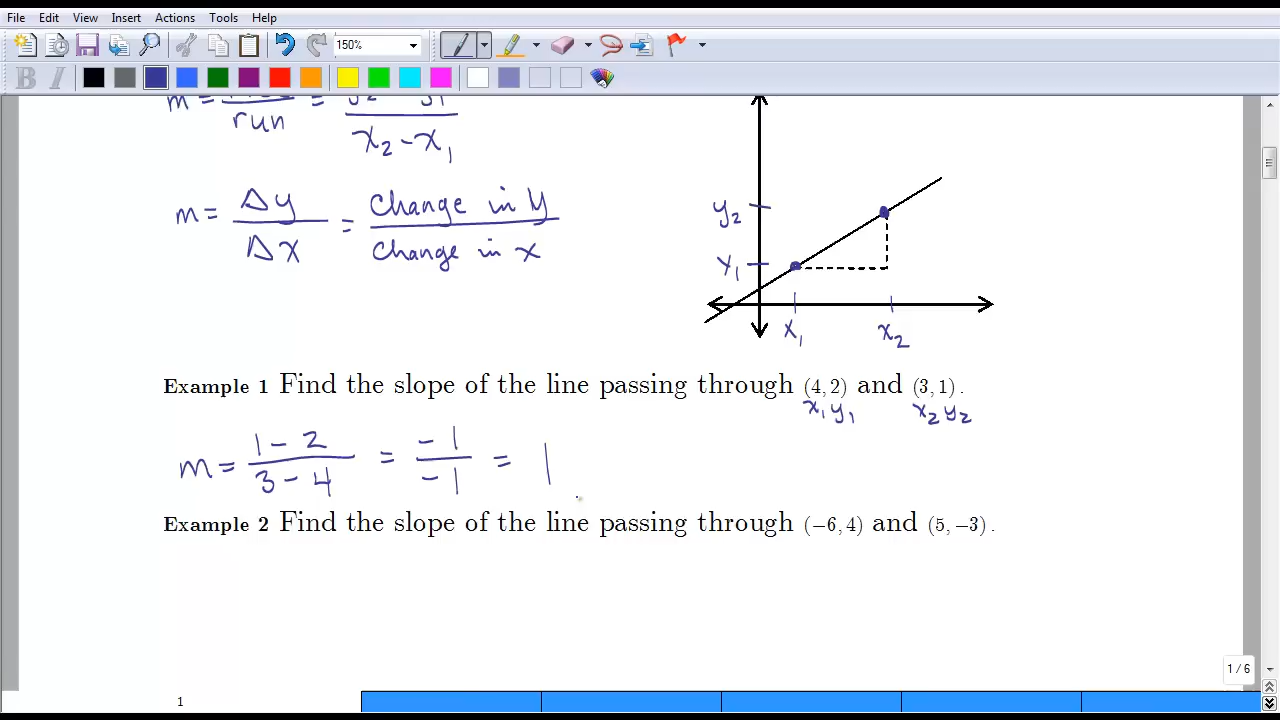 File Edit View Insert Actions Tools Help
150%
B I
m = = y2 - y1
run x2 - x1
m = Δy = Change in y
Δx Change in x
y2
y1
x1 x2
Example 1 Find the slope of the line passing through (4, 2) and (3, 1).
x1 y1 x2 y2
m = 1 - 2 = -1 = 1
3 - 4 -1
Example 2 Find the slope of the line passing through (−6, 4) and (5, −3).
1 / 6
1